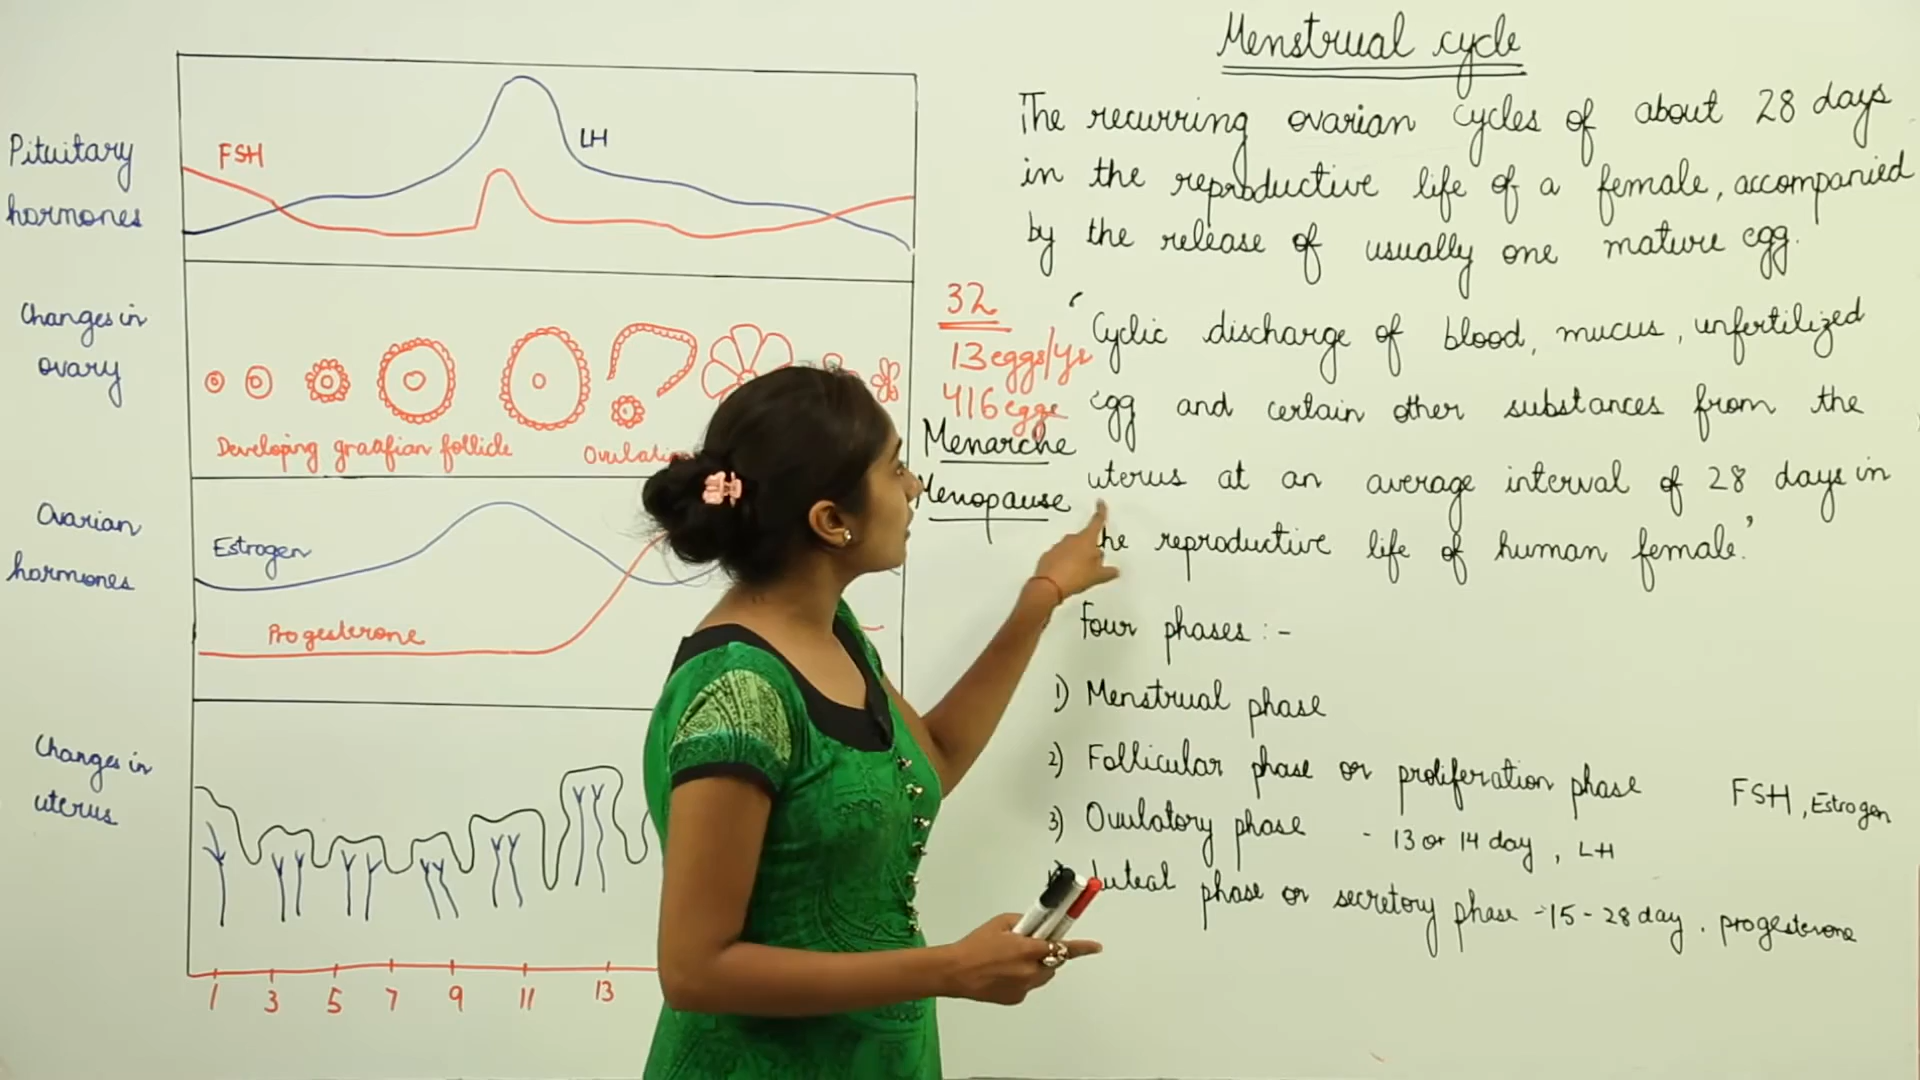 Menstrual cycle
The recurring ovarian cycles of about 28 days
in the reproductive life of a female, accompanied
by the release of usually one mature egg.
'Cyclic discharge of blood, mucus, unfertilized
egg and certain other substances from the
uterus at an average interval of 28 days in
the reproductive life of human female.'
Four phases :-
1) Menstrual phase
2) Follicular phase or proliferation phase FSH, Estrogen
3) Ovulatory phase - 13 or 14 day, LH
Luteal phase or secretory phase - 15 - 28 day. progesterone
32
13 eggs/yr
416 eggs
Menarche
Menopause
Pituitary
hormones
FSH
LH
Changes in
ovary
Developing graafian follicle
Ovulation
Ovarian
hormones
Estrogen
Progesterone
Changes in
uterus
1 3 5 7 9 11 13